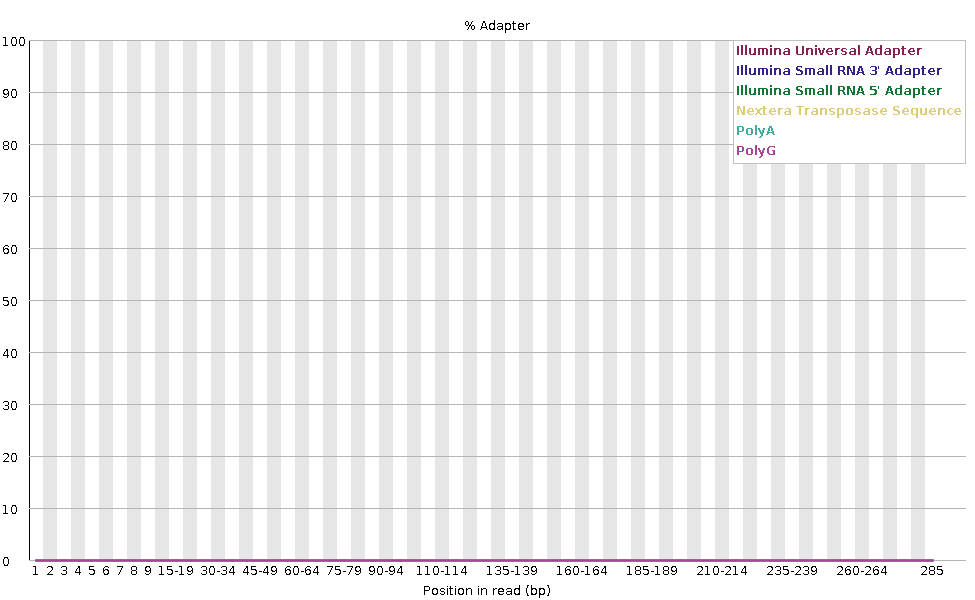 % Adapter
100
90
80
70
60
50
40
30
20
10
0
Illumina Universal Adapter
Illumina Small RNA 3' Adapter
Illumina Small RNA 5' Adapter
Nextera Transposase Sequence
PolyA
PolyG
1 2 3 4 5 6 7 8 9 15-19 30-34 45-49 60-64 75-79 90-94 110-114 135-139 160-164 185-189 210-214 235-239 260-264 285
Position in read (bp)